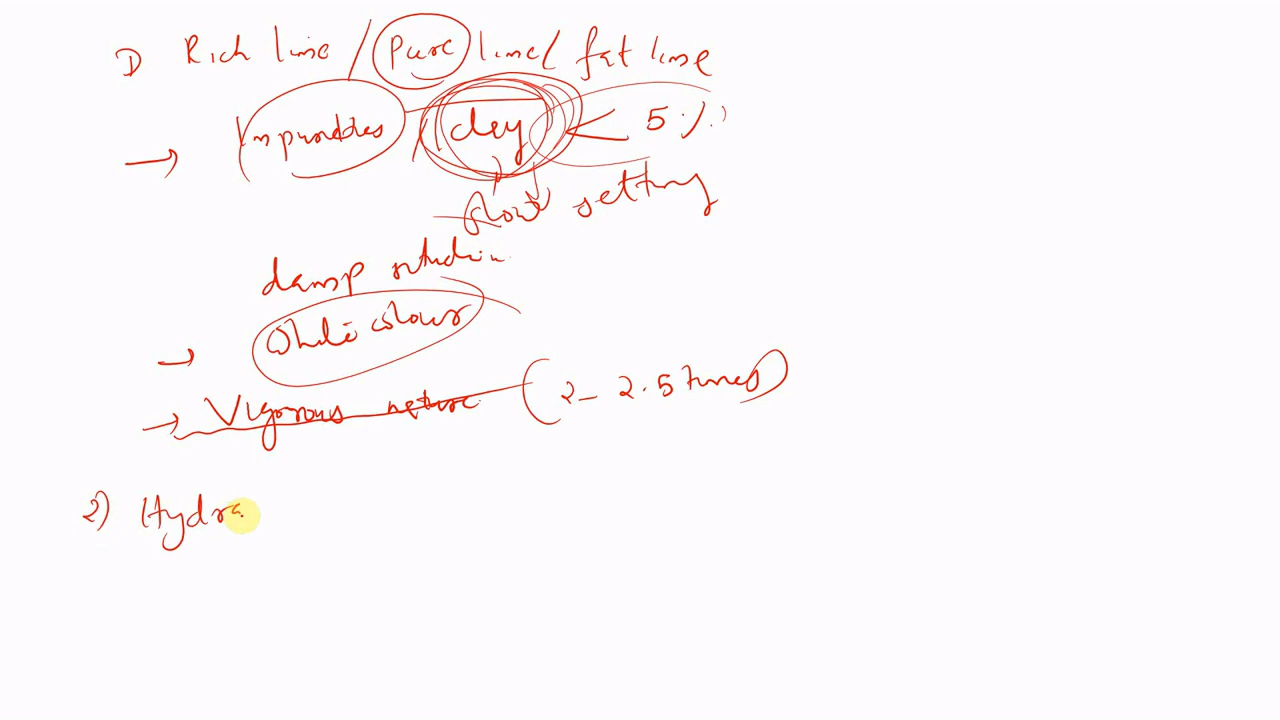 1) Rich lime / Pure lime / fat lime
→ Impurities / clay < 5 %
slow setting
damp situation
→ White colour
→ Vigorous nature (2 - 2.5 times)
2) Hydra